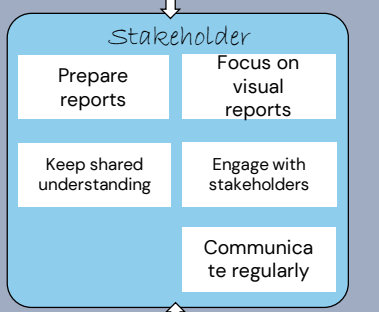 Stakeholder
Prepare
reports
Focus on
visual
reports
Keep shared
understanding
Engage with
stakeholders
Communica
te regularly